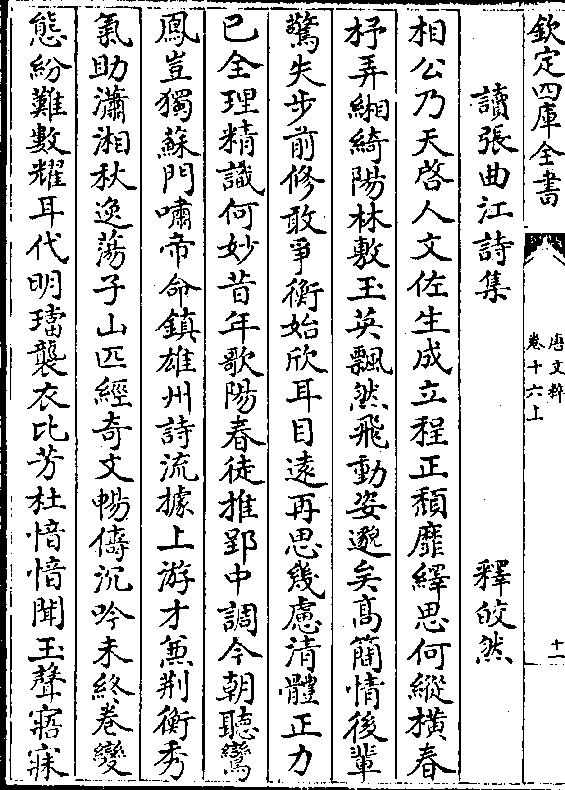 欽定四庫全書
唐文粹
卷十六上
十一
讀張曲江詩集
釋皎然
相公乃天啓人文佐生成立程正頽靡繹思何縱横春
杼弄緗綺陽林敷玉英飄然飛動姿邈矣髙簡情後輩
驚失步前修敢爭衡始欣耳目逺再思幾慮清體正力
已全理精識何妙昔年歌陽春徒推郢中調今朝聽鸞
鳳豈獨蘇門嘯帝命鎮雄州詩流據上游才兼荆衡秀
氣助瀟湘秋逸蕩子山匹經奇文暢儔沉吟未終卷變
態紛難數耀耳代明璫襲衣比芳杜愔愔聞玉聲寤寐